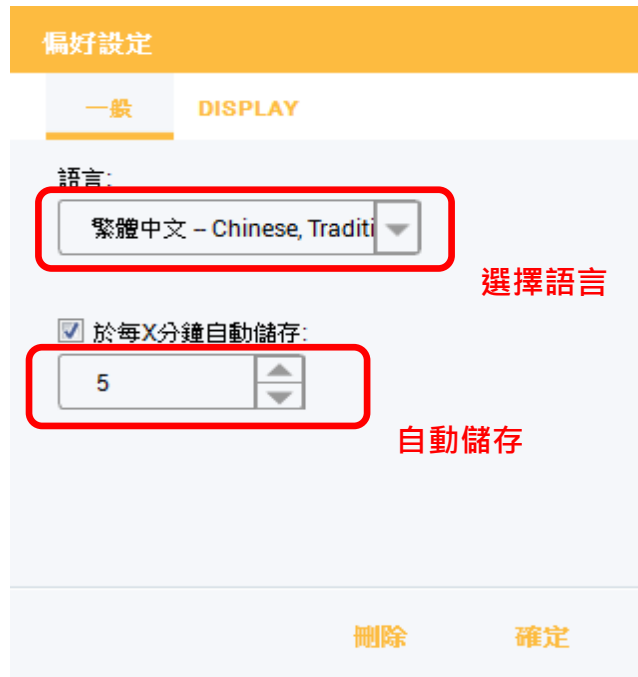 偏好設定
一般 DISPLAY
語言:
繁體中文 – Chinese, Traditi
選擇語言
於每X分鐘自動儲存:
5
自動儲存
刪除 確定